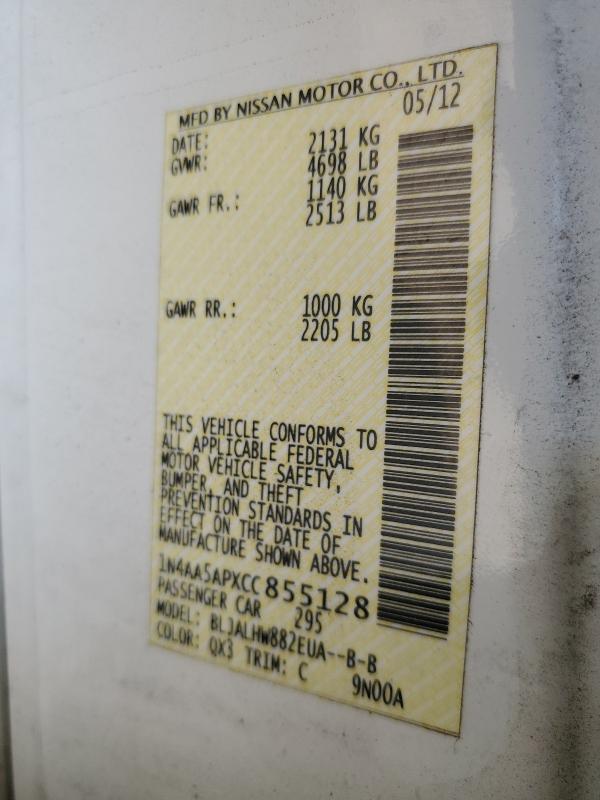 MFD BY NISSAN MOTOR CO., LTD.
DATE: 05/12
GVWR: 2131 KG
4698 LB
GAWR FR.: 1140 KG
2513 LB
GAWR RR.: 1000 KG
2205 LB
THIS VEHICLE CONFORMS TO
ALL APPLICABLE FEDERAL
MOTOR VEHICLE SAFETY,
BUMPER, AND THEFT
PREVENTION STANDARDS IN
EFFECT ON THE DATE OF
MANUFACTURE SHOWN ABOVE.
1N4AA5APXCC855128
PASSENGER CAR 295
MODEL: BLJALHW882EUA--B-B
COLOR: QX3 TRIM: C 9N00A